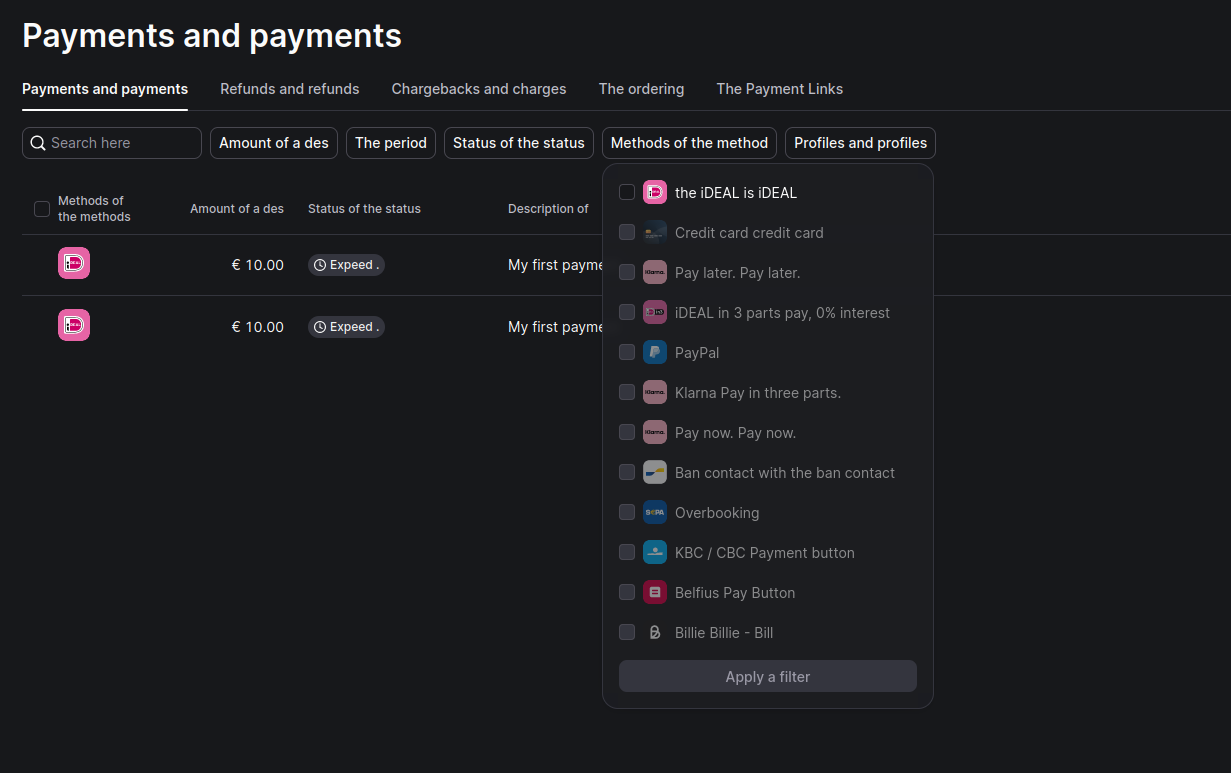 Payments and payments
Payments and payments Refunds and refunds Chargebacks and charges The ordering The Payment Links
Search here Amount of a des The period Status of the status Methods of the method Profiles and profiles
Methods of
the methods Amount of a des Status of the status Description of
€ 10.00 Expeed . My first payme
€ 10.00 Expeed . My first payme
the iDEAL is iDEAL
Credit card credit card
Klarna. Pay later. Pay later.
iDEAL in 3 parts pay, 0% interest
PayPal
Klarna. Klarna Pay in three parts.
Klarna. Pay now. Pay now.
Ban contact with the ban contact
SEPA Overbooking
KBC / CBC Payment button
Belfius Pay Button
Billie Billie - Bill
Apply a filter